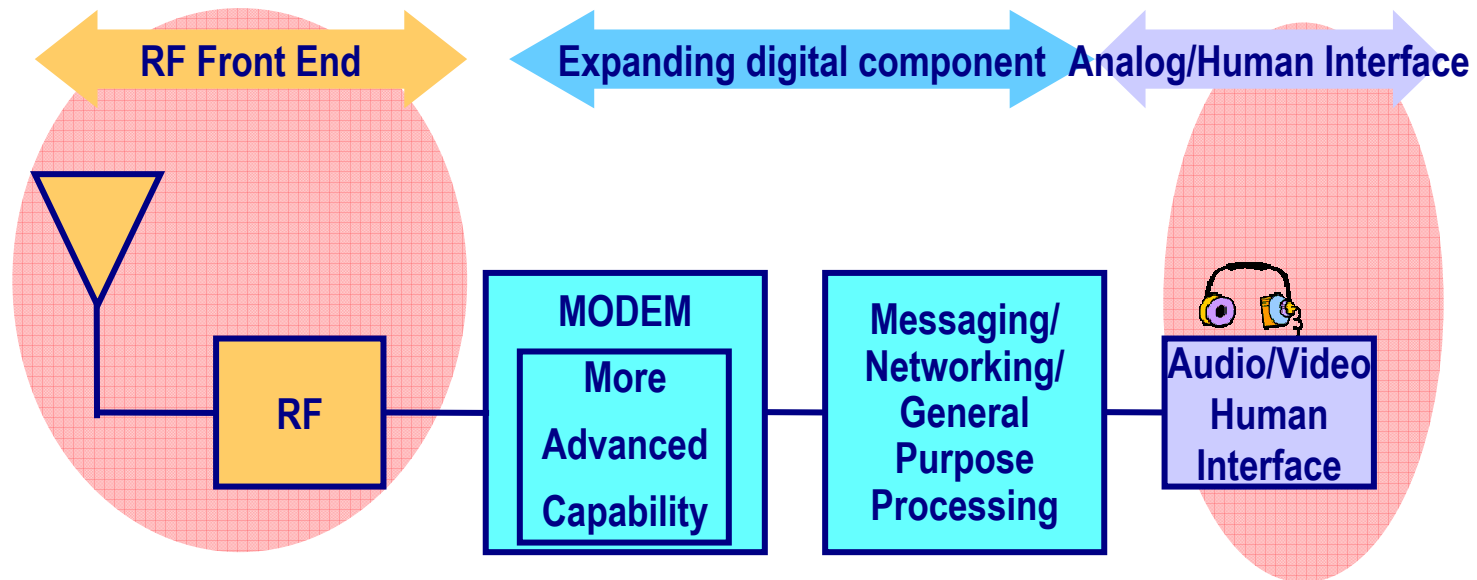 RF Front End
Expanding digital component
Analog/Human Interface
RF
MODEM
More
Advanced
Capability
Messaging/
Networking/
General
Purpose
Processing
Audio/Video
Human
Interface